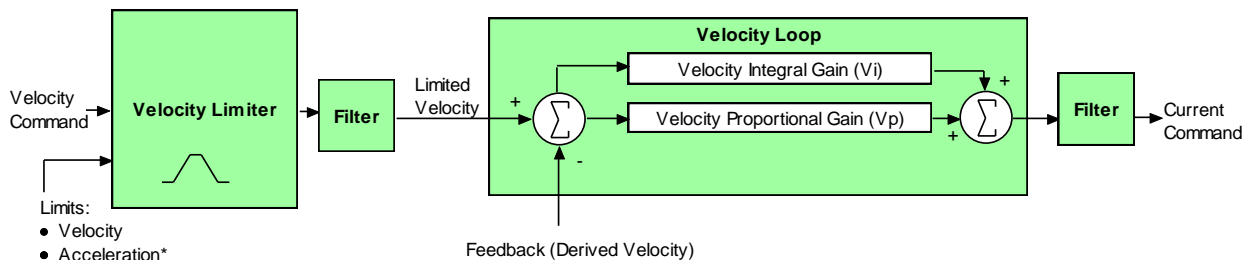 Velocity
Command
Velocity Limiter
Limits:
• Velocity
• Acceleration*
Filter
Limited
Velocity
Velocity Loop
+
∑
-
Velocity Integral Gain (Vi)
Velocity Proportional Gain (Vp)
+
+
∑
Feedback (Derived Velocity)
Filter
Current
Command